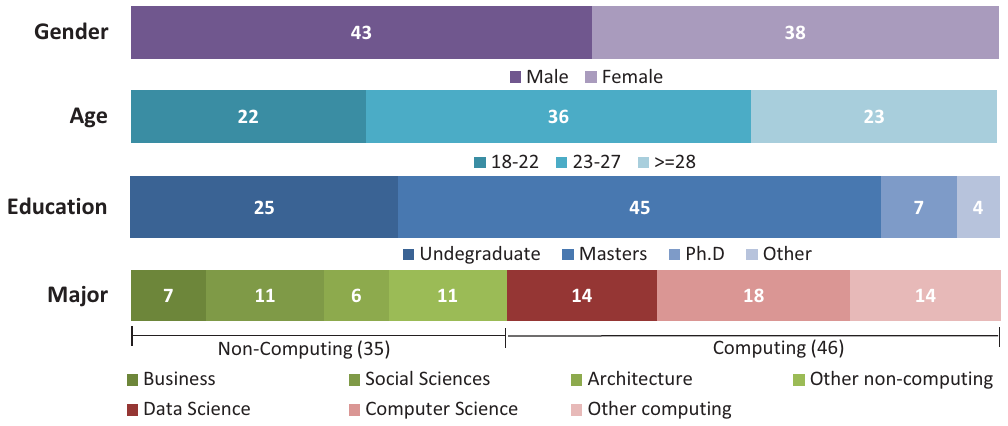 Gender 43 38
Male Female
Age 22 36 23
18-22 23-27 >=28
Education 25 45 7 4
Undegraduate Masters Ph.D Other
Major 7 11 6 11 14 18 14
Non-Computing (35) Computing (46)
Business Social Sciences Architecture Other non-computing
Data Science Computer Science Other computing